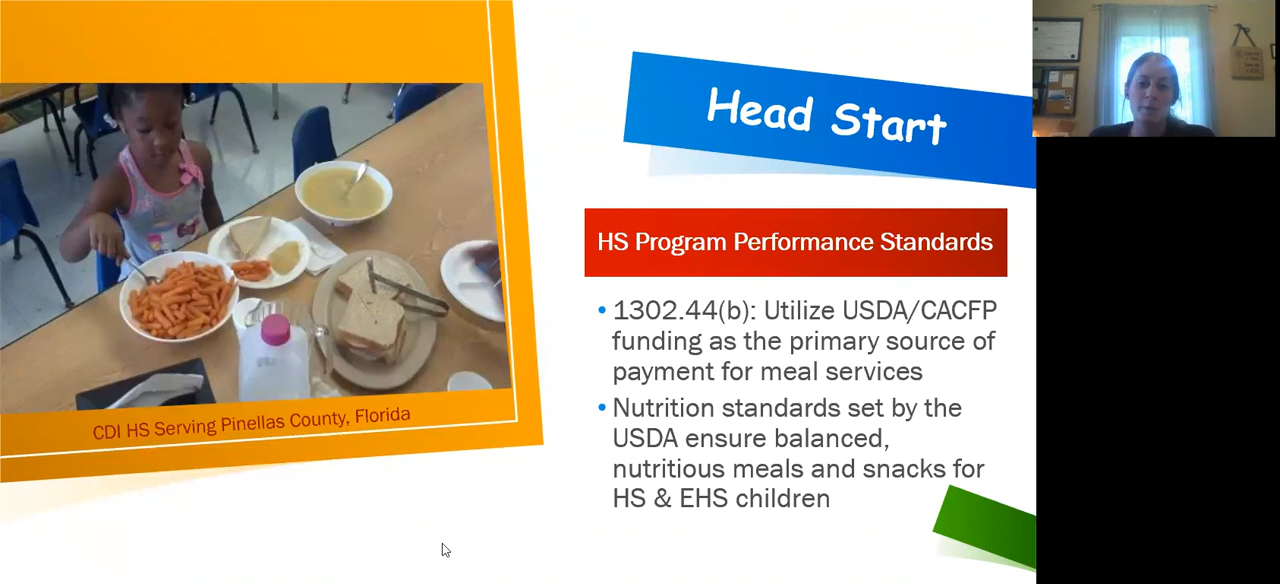 Head Start
HS Program Performance Standards
• 1302.44(b): Utilize USDA/CACFP
funding as the primary source of
payment for meal services
• Nutrition standards set by the
USDA ensure balanced,
nutritious meals and snacks for
HS & EHS children
CDI HS Serving Pinellas County, Florida